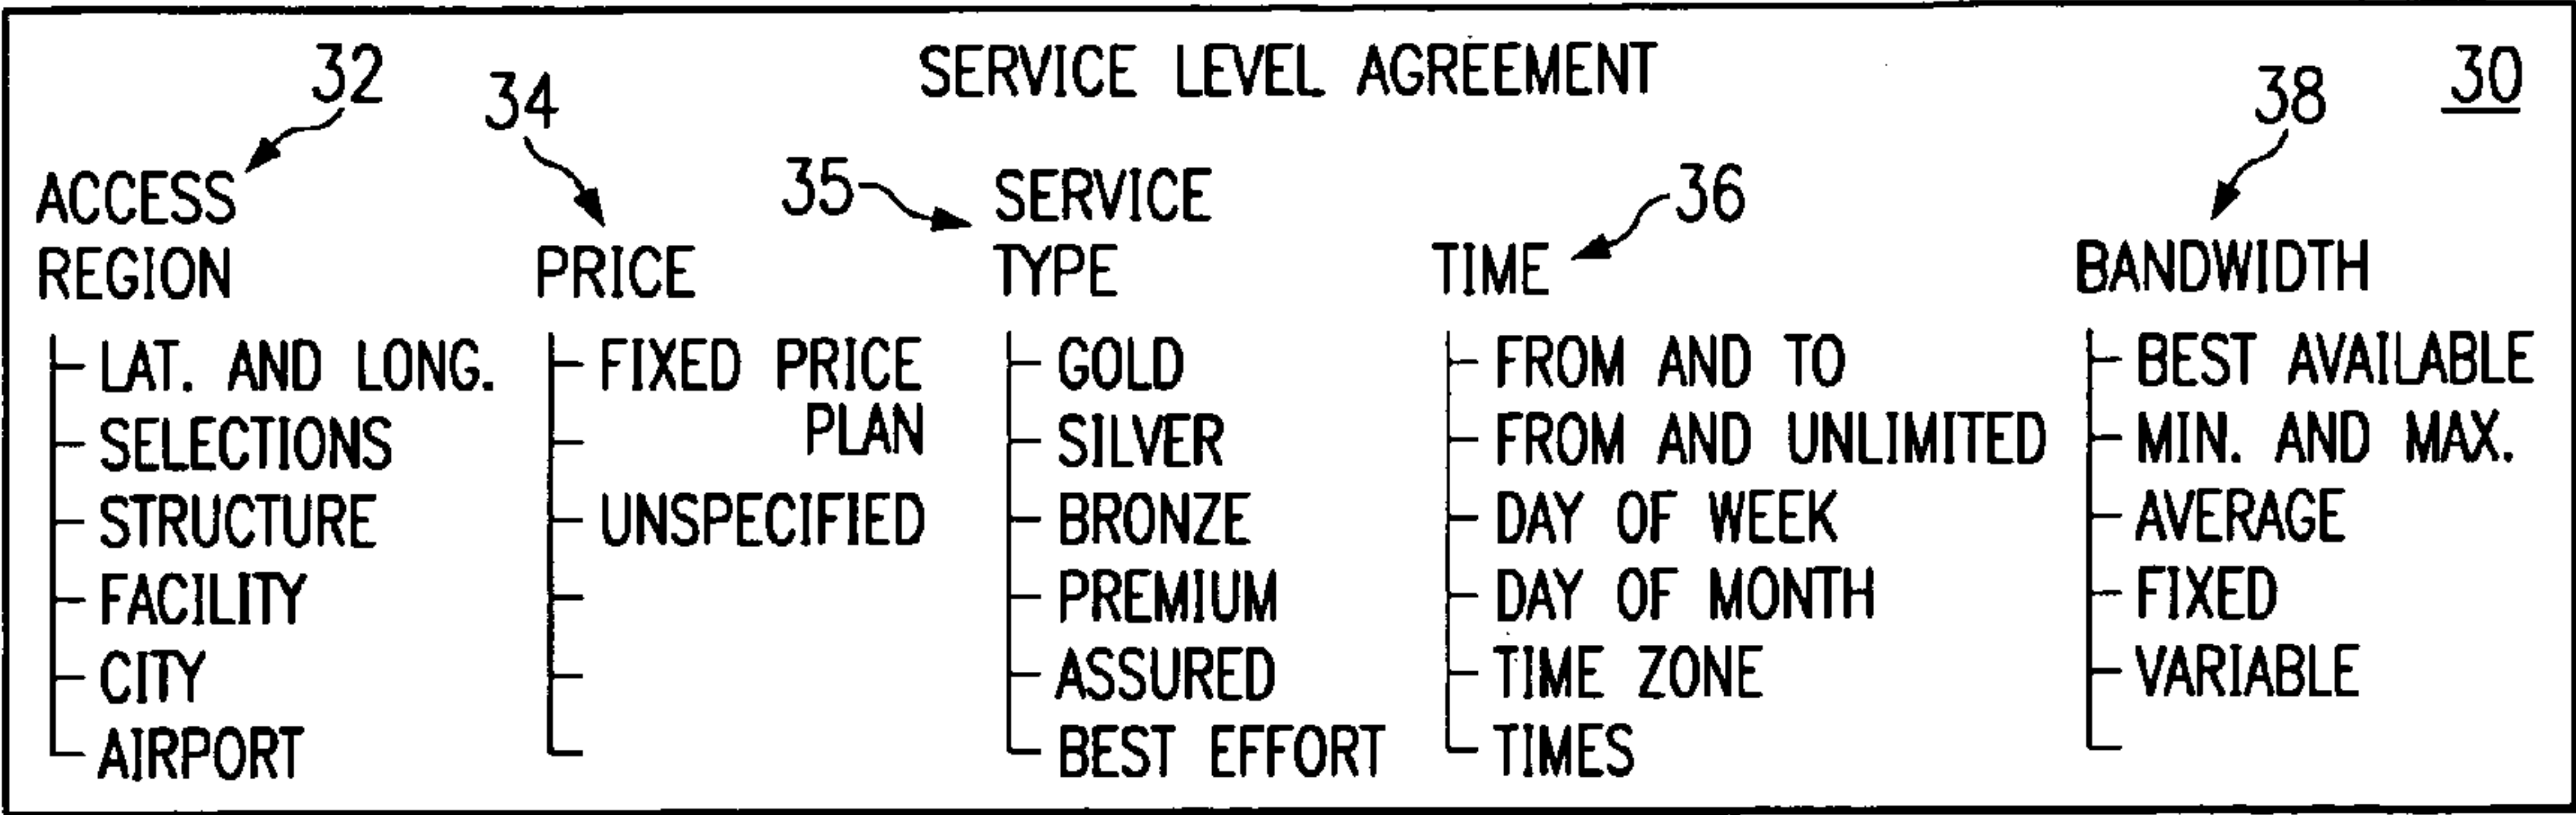 SERVICE LEVEL AGREEMENT
30
32
34
35
36
38
ACCESS
REGION
LAT. AND LONG.
SELECTIONS
STRUCTURE
FACILITY
CITY
AIRPORT
PRICE
FIXED PRICE
PLAN
UNSPECIFIED
SERVICE
TYPE
GOLD
SILVER
BRONZE
PREMIUM
ASSURED
BEST EFFORT
TIME
FROM AND TO
FROM AND UNLIMITED
DAY OF WEEK
DAY OF MONTH
TIME ZONE
TIMES
BANDWIDTH
BEST AVAILABLE
MIN. AND MAX.
AVERAGE
FIXED
VARIABLE